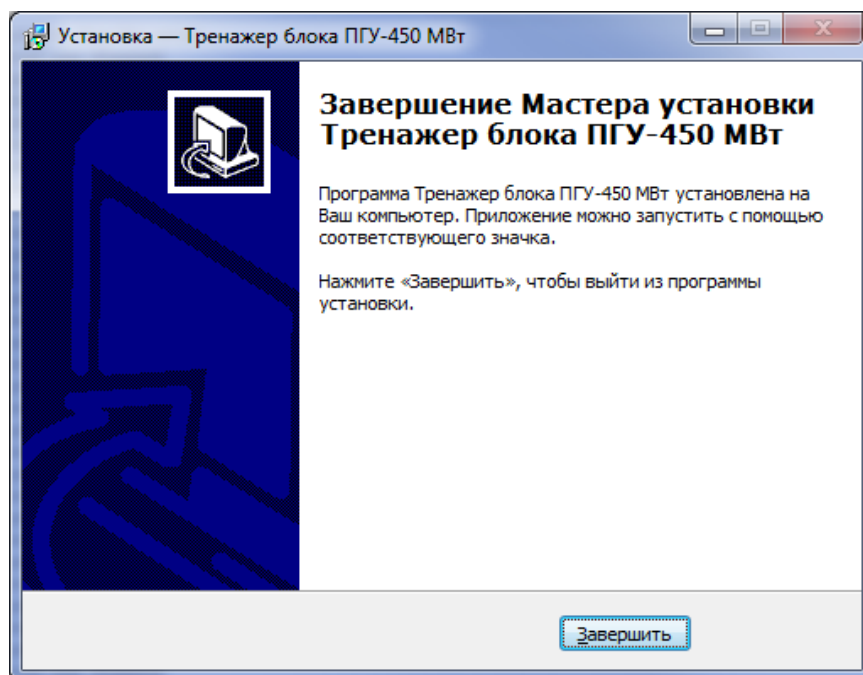 Установка — Тренажер блока ПГУ-450 МВт
Завершение Мастера установки
Тренажер блока ПГУ-450 МВт
Программа Тренажер блока ПГУ-450 МВт установлена на
Ваш компьютер. Приложение можно запустить с помощью
соответствующего значка.
Нажмите «Завершить», чтобы выйти из программы
установки.
Завершить